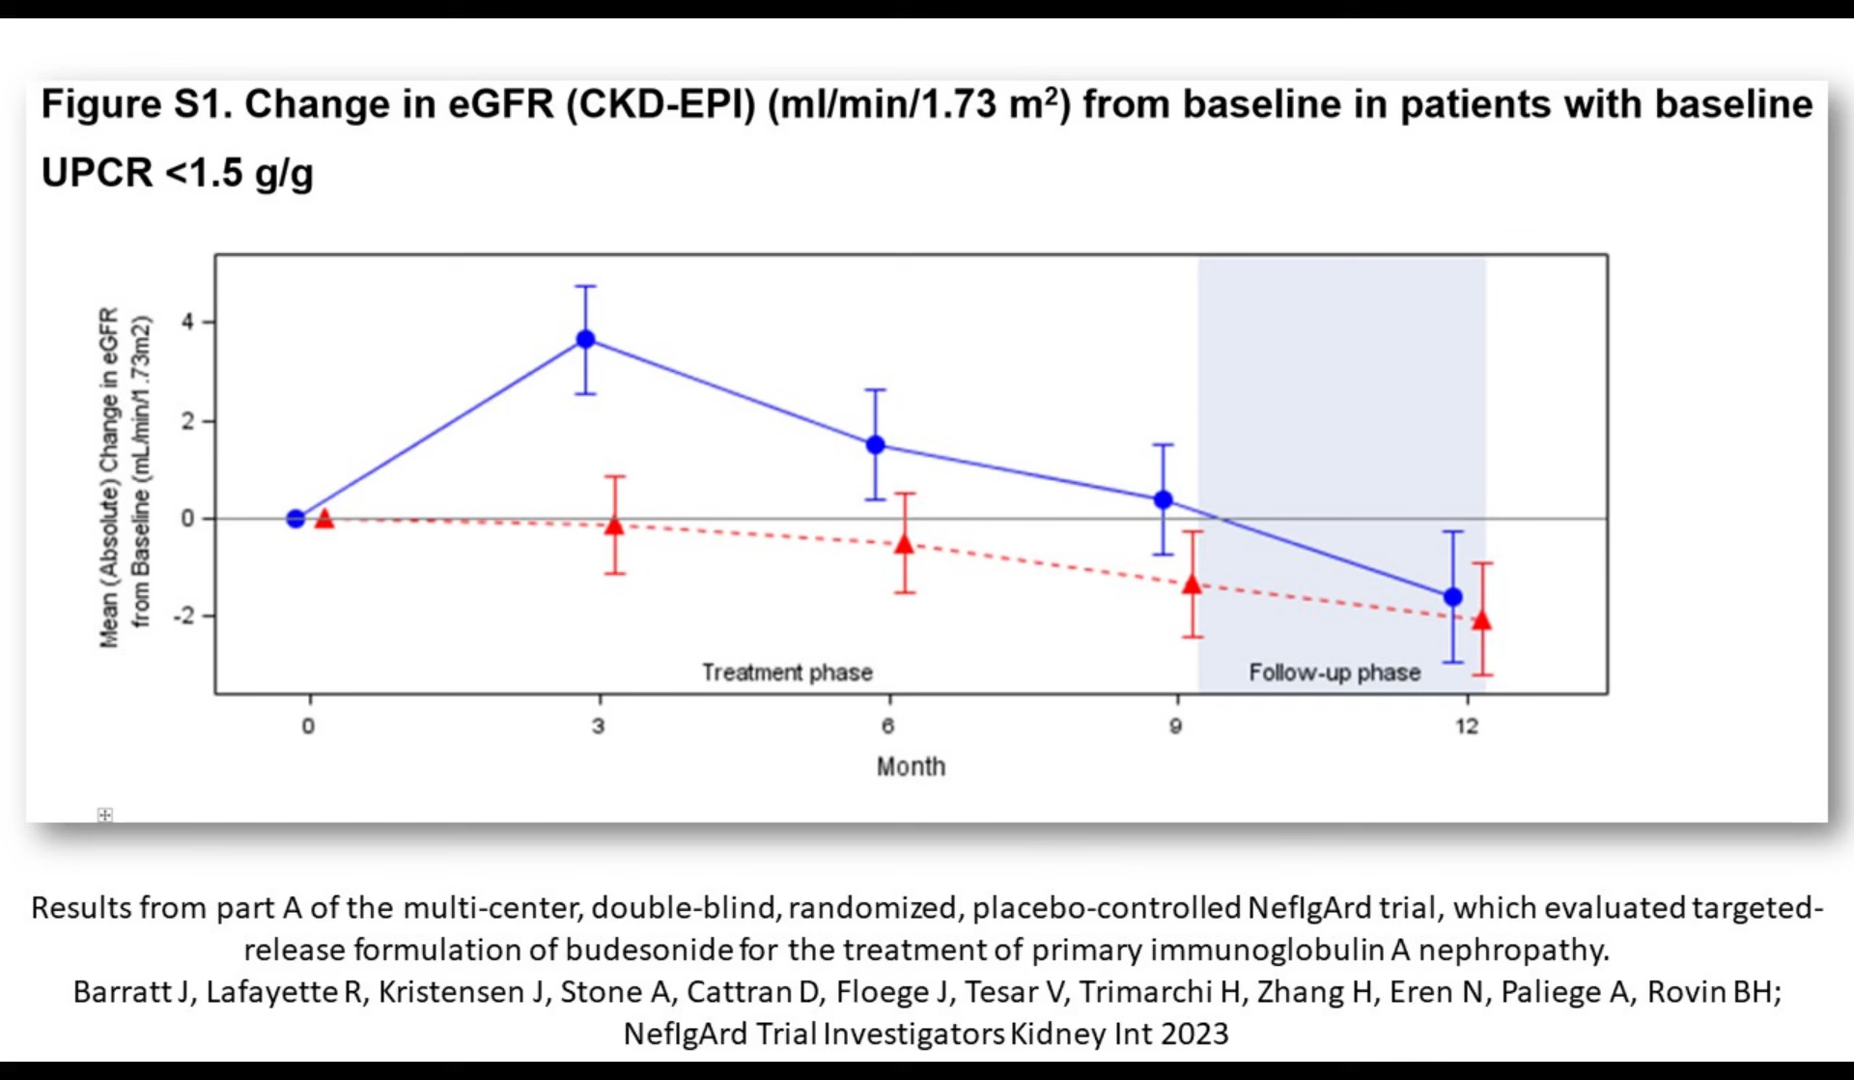 Figure S1. Change in eGFR (CKD-EPI) (ml/min/1.73 m²) from baseline in patients with baseline
UPCR <1.5 g/g
Mean (Absolute) Change in eGFR
from Baseline (mL/min/1.73m2)
4
2
0
-2
Treatment phase
Follow-up phase
0
3
6
9
12
Month
Results from part A of the multi-center, double-blind, randomized, placebo-controlled NefIgArd trial, which evaluated targeted-
release formulation of budesonide for the treatment of primary immunoglobulin A nephropathy.
Barratt J, Lafayette R, Kristensen J, Stone A, Cattran D, Floege J, Tesar V, Trimarchi H, Zhang H, Eren N, Paliege A, Rovin BH;
NefIgArd Trial Investigators Kidney Int 2023